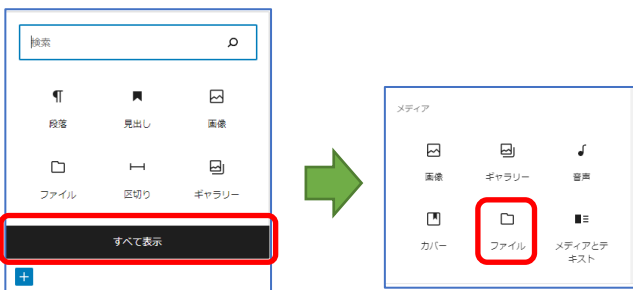 検索
段落
見出し
画像
ファイル
区切り
ギャラリー
すべて表示
メディア
画像
ギャラリー
音声
カバー
ファイル
メディアとテ
キスト